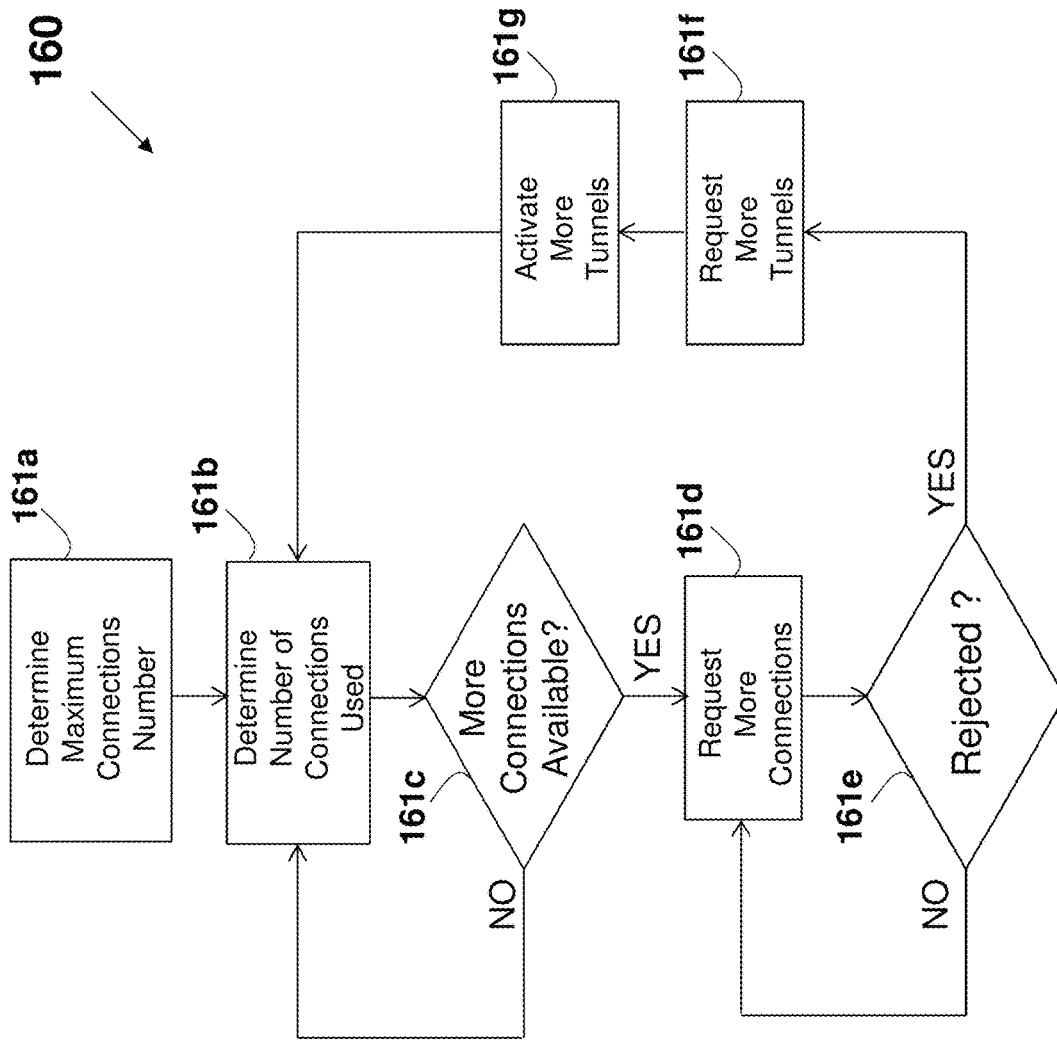 160
161a
Determine
Maximum
Connections
Number
161b
Determine
Number of
Connections
Used
161c
More
Connections
Available?
NO
YES
161d
Request
More
Connections
161e
Rejected ?
NO
YES
161f
Request
More
Tunnels
161g
Activate
More
Tunnels